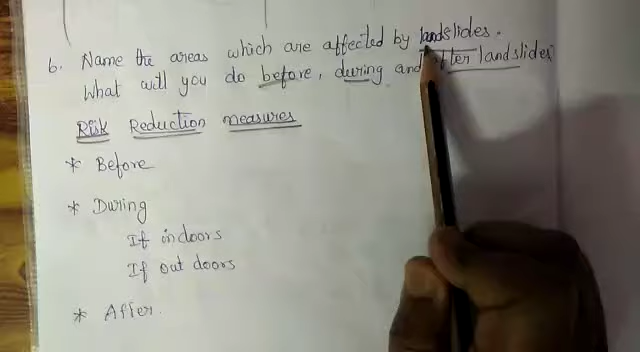 6. Name the areas which are affected by landslides.
What will you do before, during and after landslides
Risk Reduction measures
* Before
* During
If indoors
If out doors
* After.